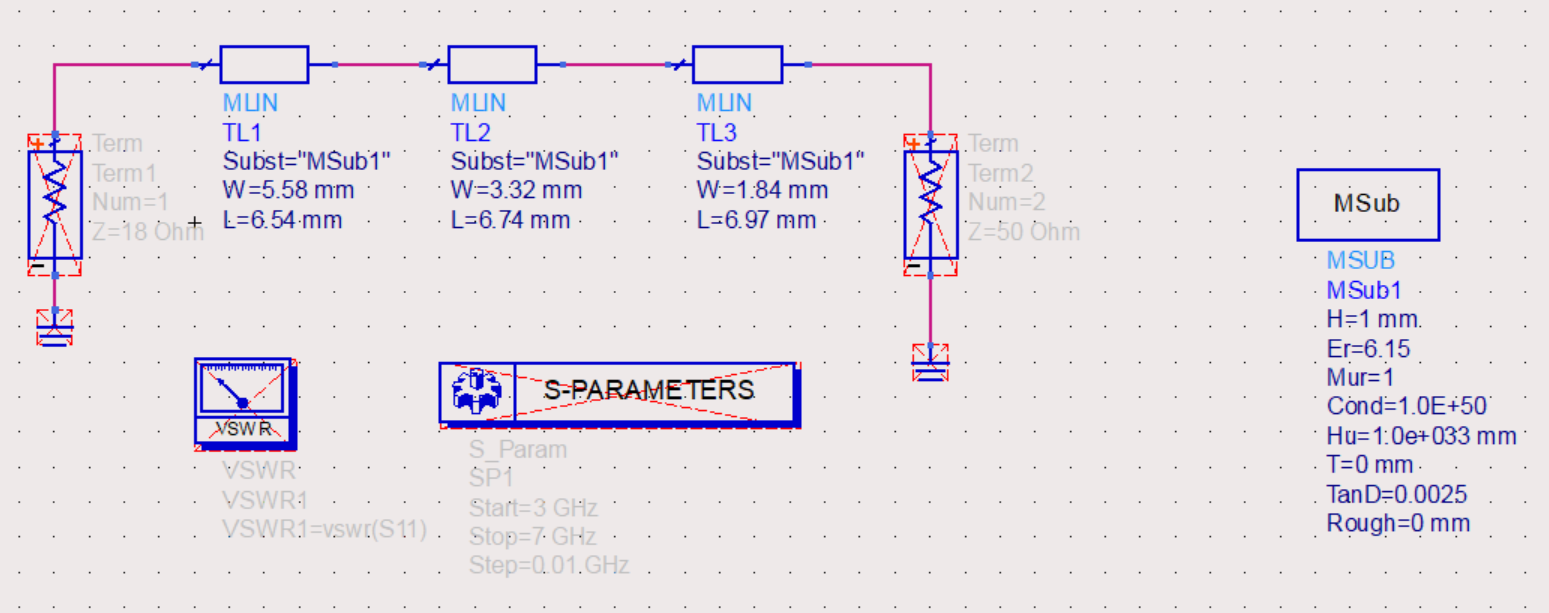 MLIN
TL1
Subst="MSub1"
W=5.58 mm
L=6.54 mm
MLIN
TL2
Subst="MSub1"
W=3.32 mm
L=6.74 mm
MLIN
TL3
Subst="MSub1"
W=1.84 mm
L=6.97 mm
Term
Term1
Num=1
Z=18 Ohm
Term
Term2
Num=2
Z=50 Ohm
MSub
MSUB
MSub1
H=1 mm
Er=6.15
Mur=1
Cond=1.0E+50
Hu=1.0e+033 mm
T=0 mm
TanD=0.0025
Rough=0 mm
VSWR
VSWR
VSWR1
VSWR1=vswr(S11)
S-PARAMETERS
S_Param
SP1
Start=3 GHz
Stop=7 GHz
Step=0.01 GHz